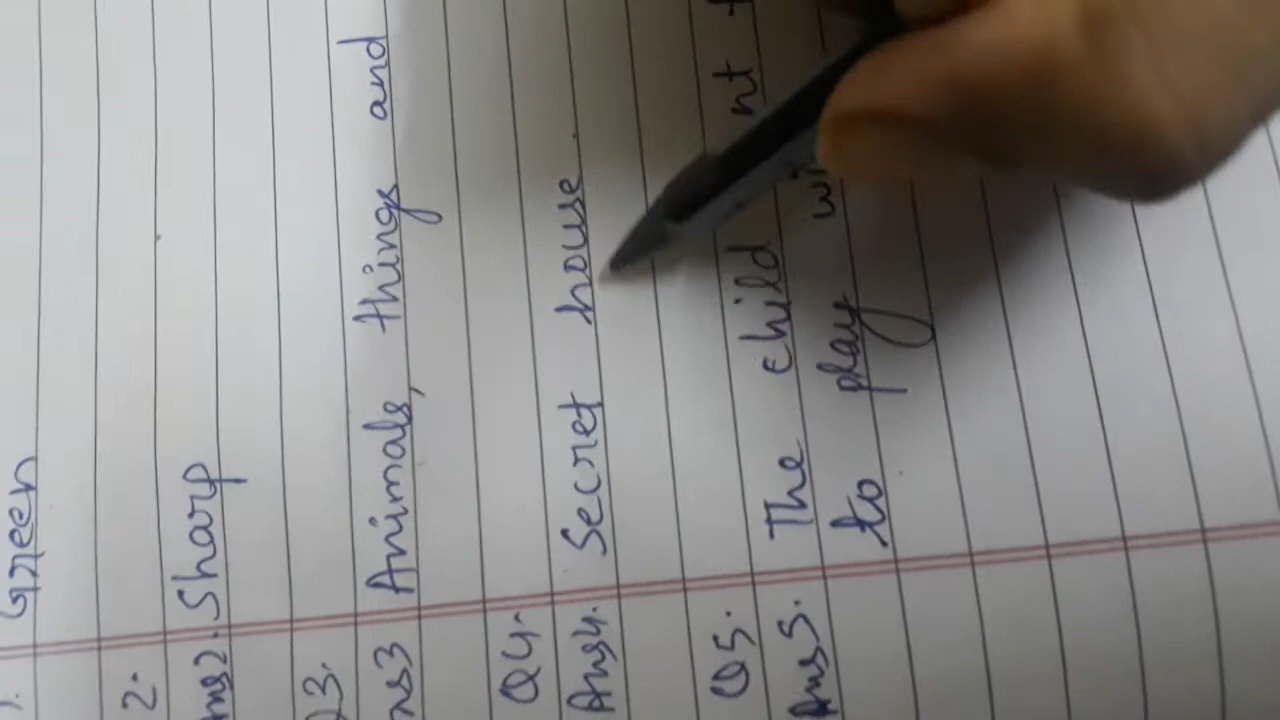 1. Green
2.
Ans2. Sharp
Q3.
Ans3 Animals, things and
Q4.
Ans4. Secret house.
Q5.
Ans5. The child
to play